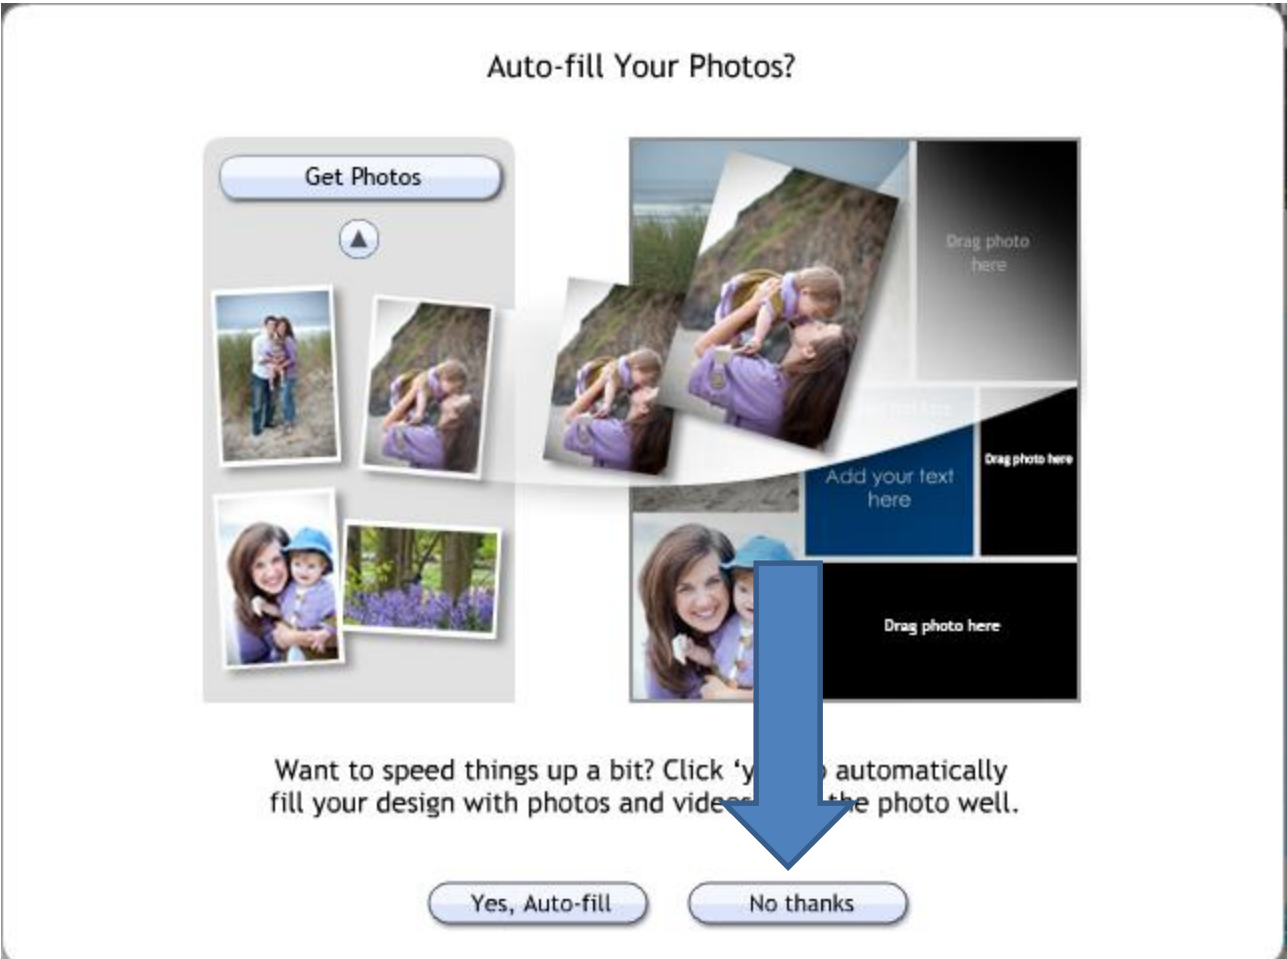 Auto-fill Your Photos?
Get Photos
Drag photo
here
Add your text
here
Drag photo here
Drag photo here
Want to speed things up a bit? Click ‘y automatically
fill your design with photos and the photo well.
Yes, Auto-fill
No thanks